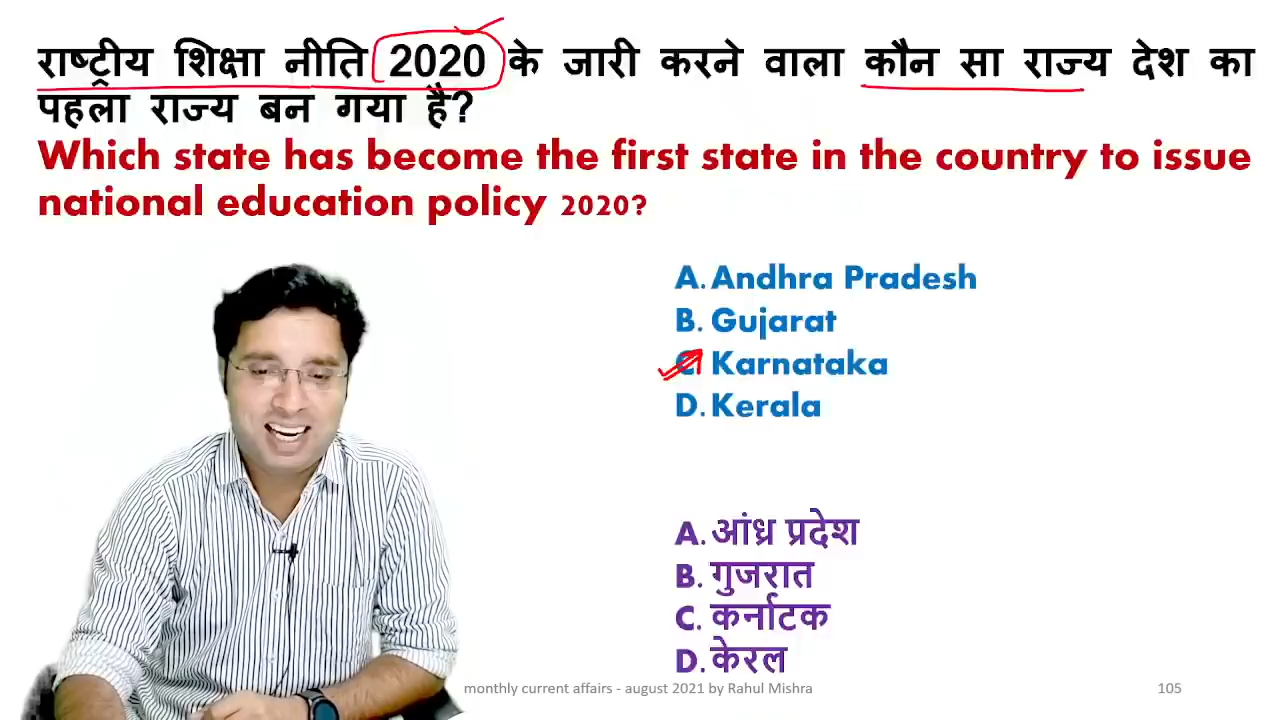 राष्ट्रीय शिक्षा नीति 2020 के जारी करने वाला कौन सा राज्य देश का
पहला राज्य बन गया है?
Which state has become the first state in the country to issue
national education policy 2020?
A. Andhra Pradesh
B. Gujarat
C. Karnataka
D. Kerala
A. आंध्र प्रदेश
B. गुजरात
C. कर्नाटक
D. केरल
monthly current affairs - august 2021 by Rahul Mishra
105